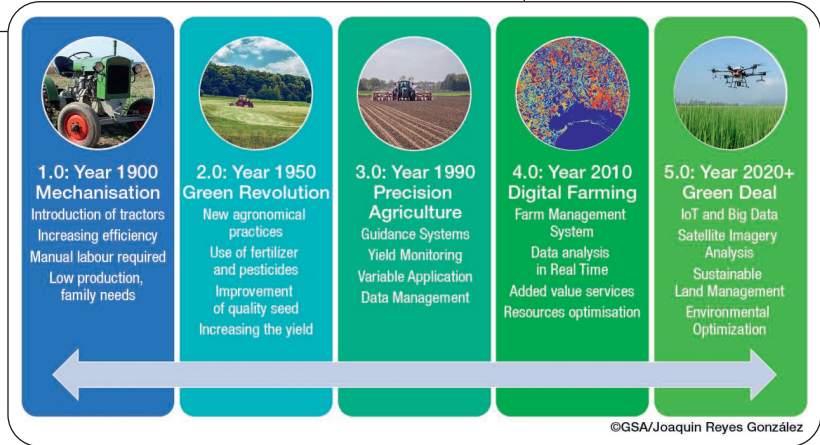 1.0: Year 1900
Mechanisation
Introduction of tractors
Increasing efficiency
Manual labour required
Low production,
family needs
2.0: Year 1950
Green Revolution
New agronomical
practices
Use of fertilizer
and pesticides
Improvement
of quality seed
Increasing the yield
3.0: Year 1990
Precision
Agriculture
Guidance Systems
Yield Monitoring
Variable Application
Data Management
4.0: Year 2010
Digital Farming
Farm Management
System
Data analysis
in Real Time
Added value services
Resources optimisation
5.0: Year 2020+
Green Deal
IoT and Big Data
Satellite Imagery
Analysis
Sustainable
Land Management
Environmental
Optimization
©GSA/Joaquin Reyes González